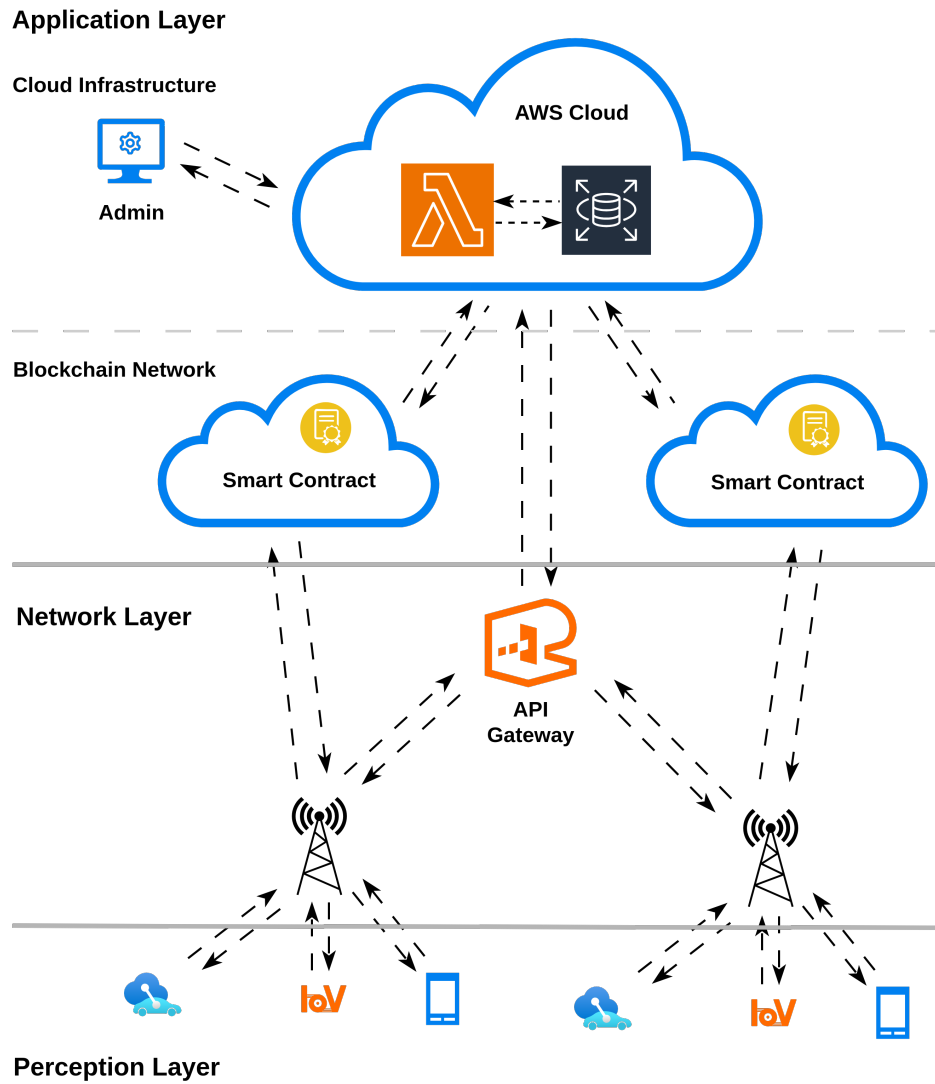 Application Layer
Cloud Infrastructure
AWS Cloud
Admin
Blockchain Network
Smart Contract
Smart Contract
Network Layer
API
Gateway
IoV
IoV
Perception Layer